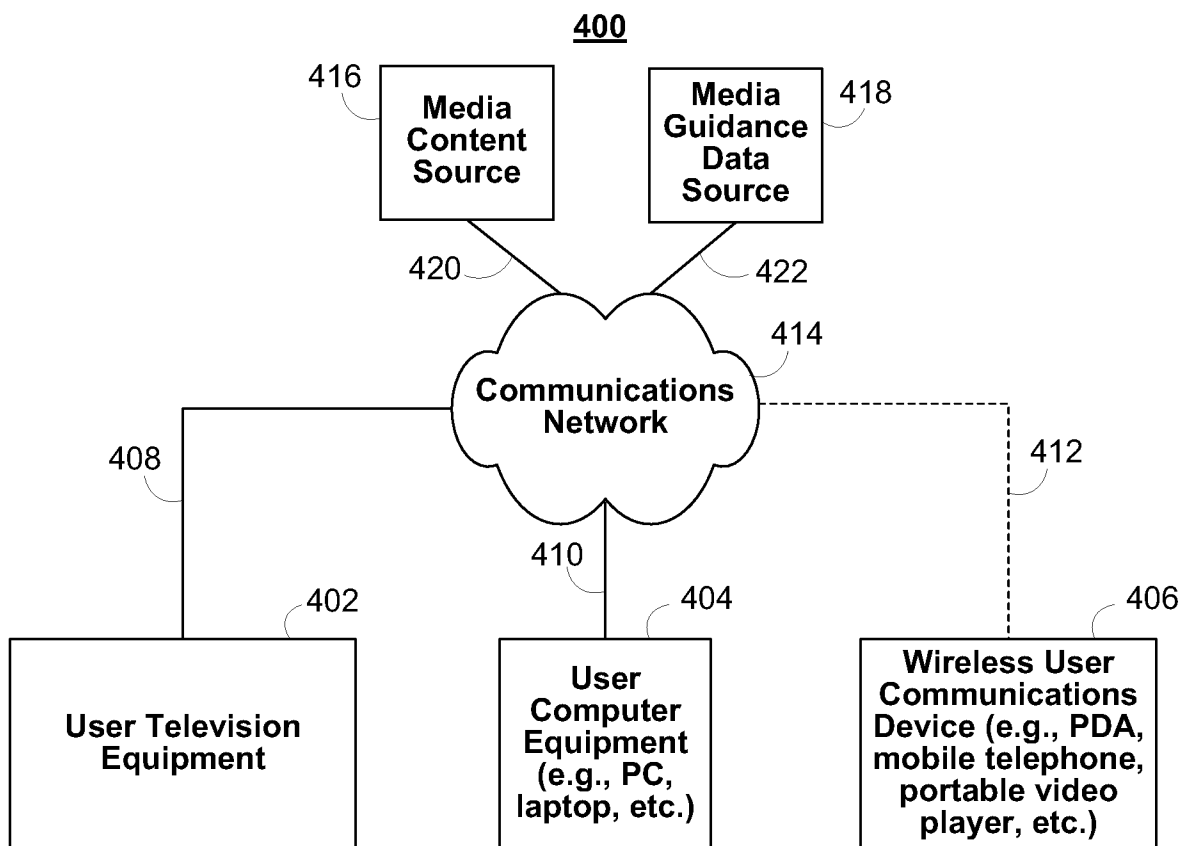 400
416
Media
Content
Source
Media
Guidance
Data
Source
418
420
422
414
Communications
Network
408
412
410
402
404
406
User Television
Equipment
User
Computer
Equipment
(e.g., PC,
laptop, etc.)
Wireless User
Communications
Device (e.g., PDA,
mobile telephone,
portable video
player, etc.)